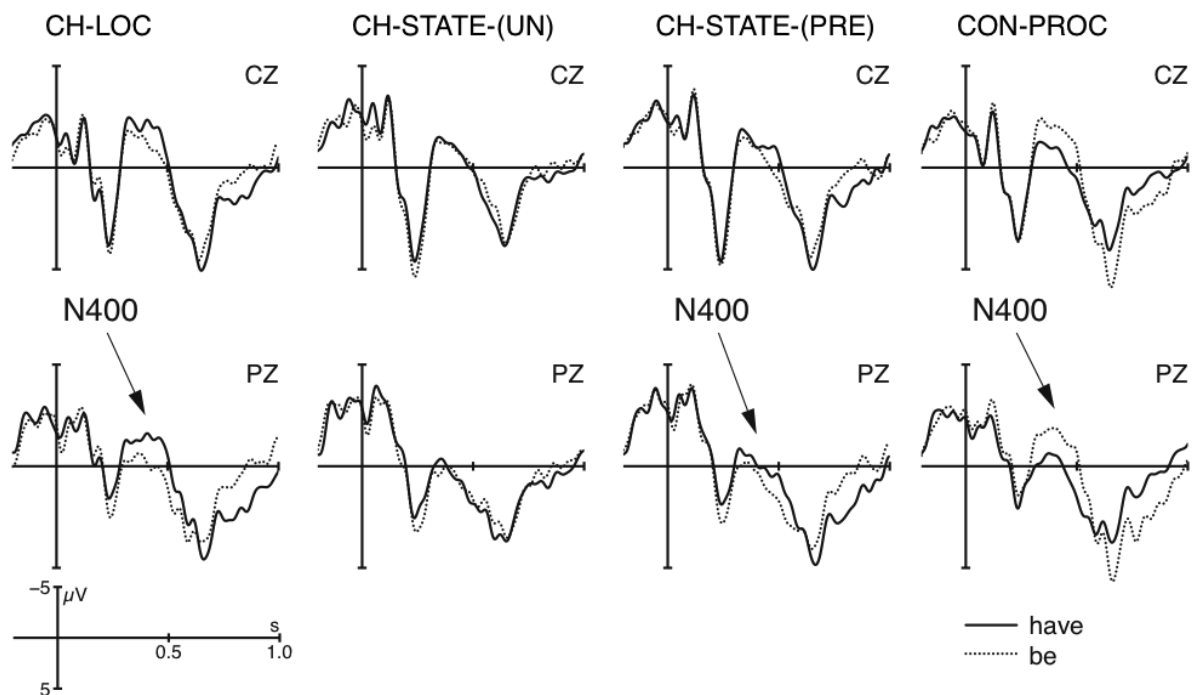 CH-LOC CH-STATE-(UN) CH-STATE-(PRE) CON-PROC
CZ CZ CZ CZ
N400 N400 N400
PZ PZ PZ PZ
−5 μV
s
0.5 1.0
5
have
be